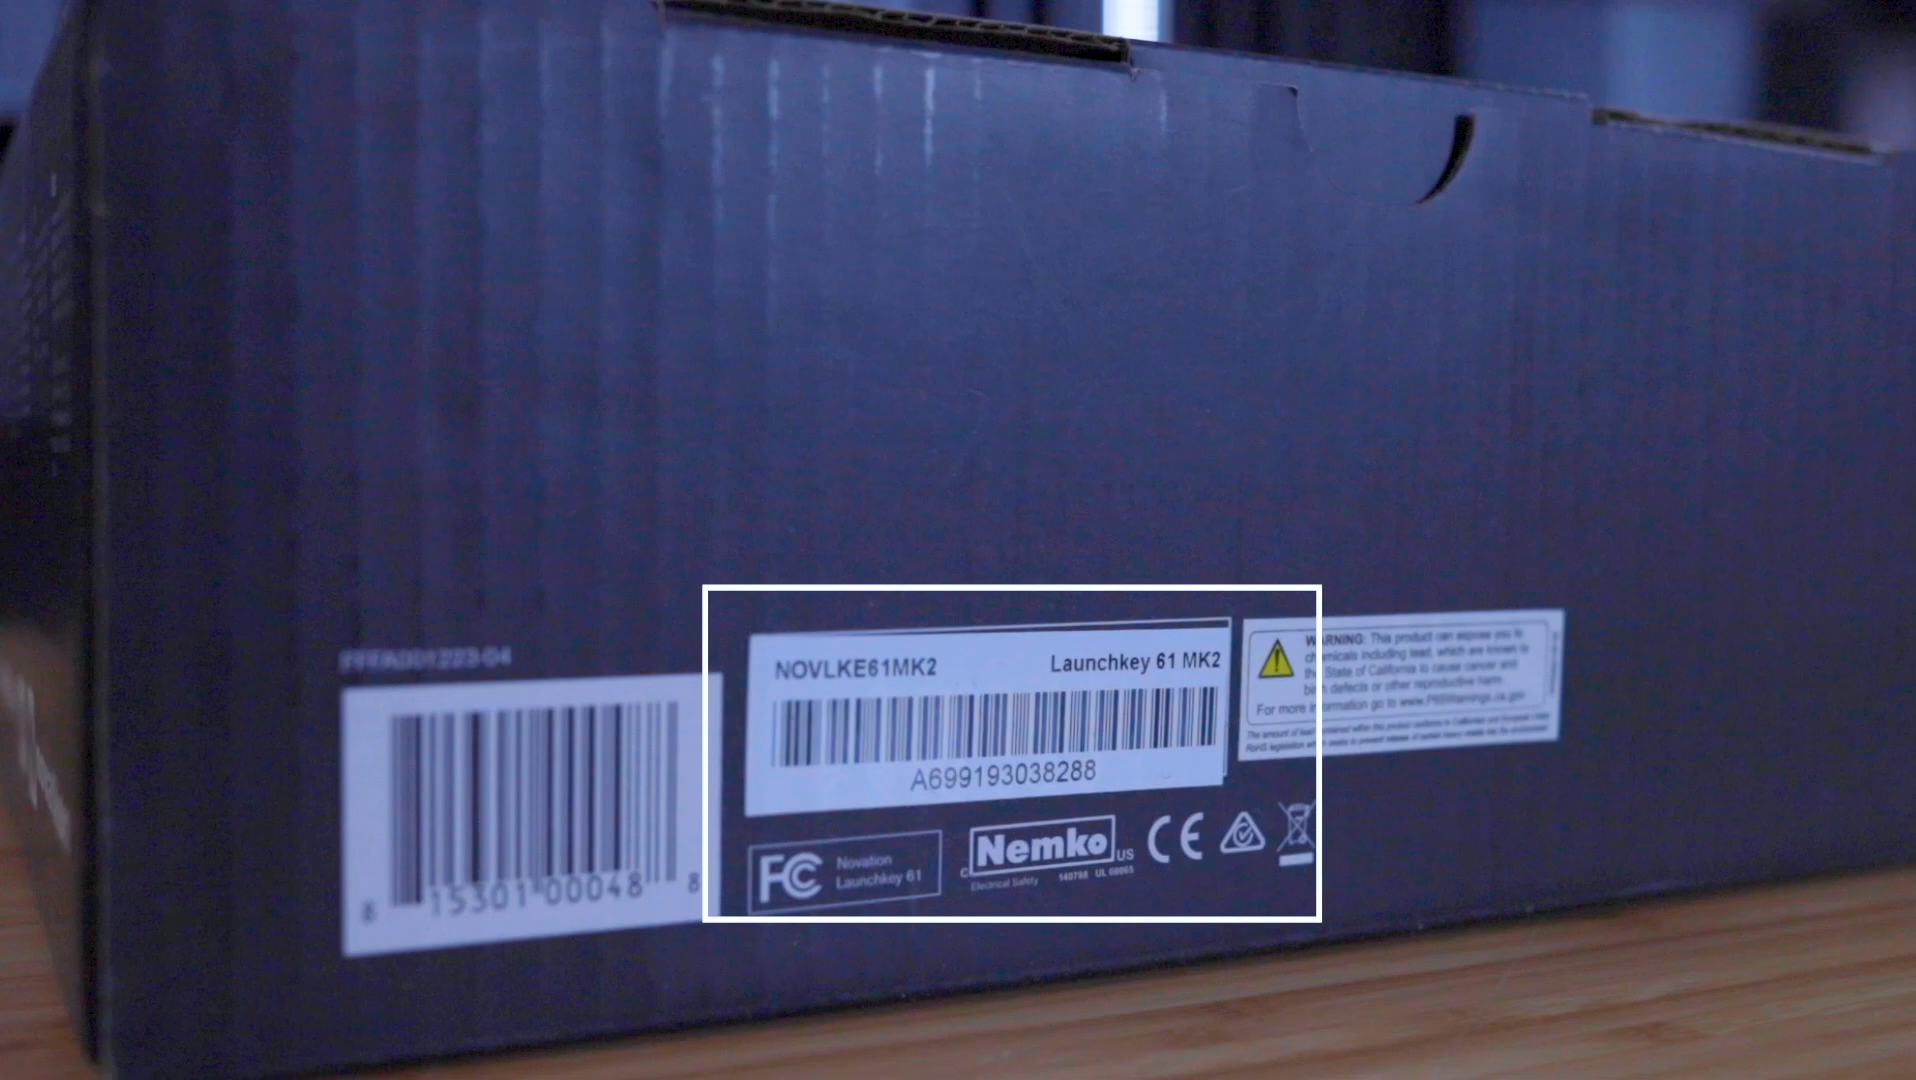 NOVLKE61MK2 Launchkey 61 MK2
A699193038288
8 15301 00048 8
FC Novation
Launchkey 61
C Nemko US
Electrical Safety 140798 UL 60065
CE
WARNING: This product can expose you to
chemicals including lead, which are known to
the State of California to cause cancer and
birth defects or other reproductive harm.
For more information go to www.P65Warnings.ca.gov